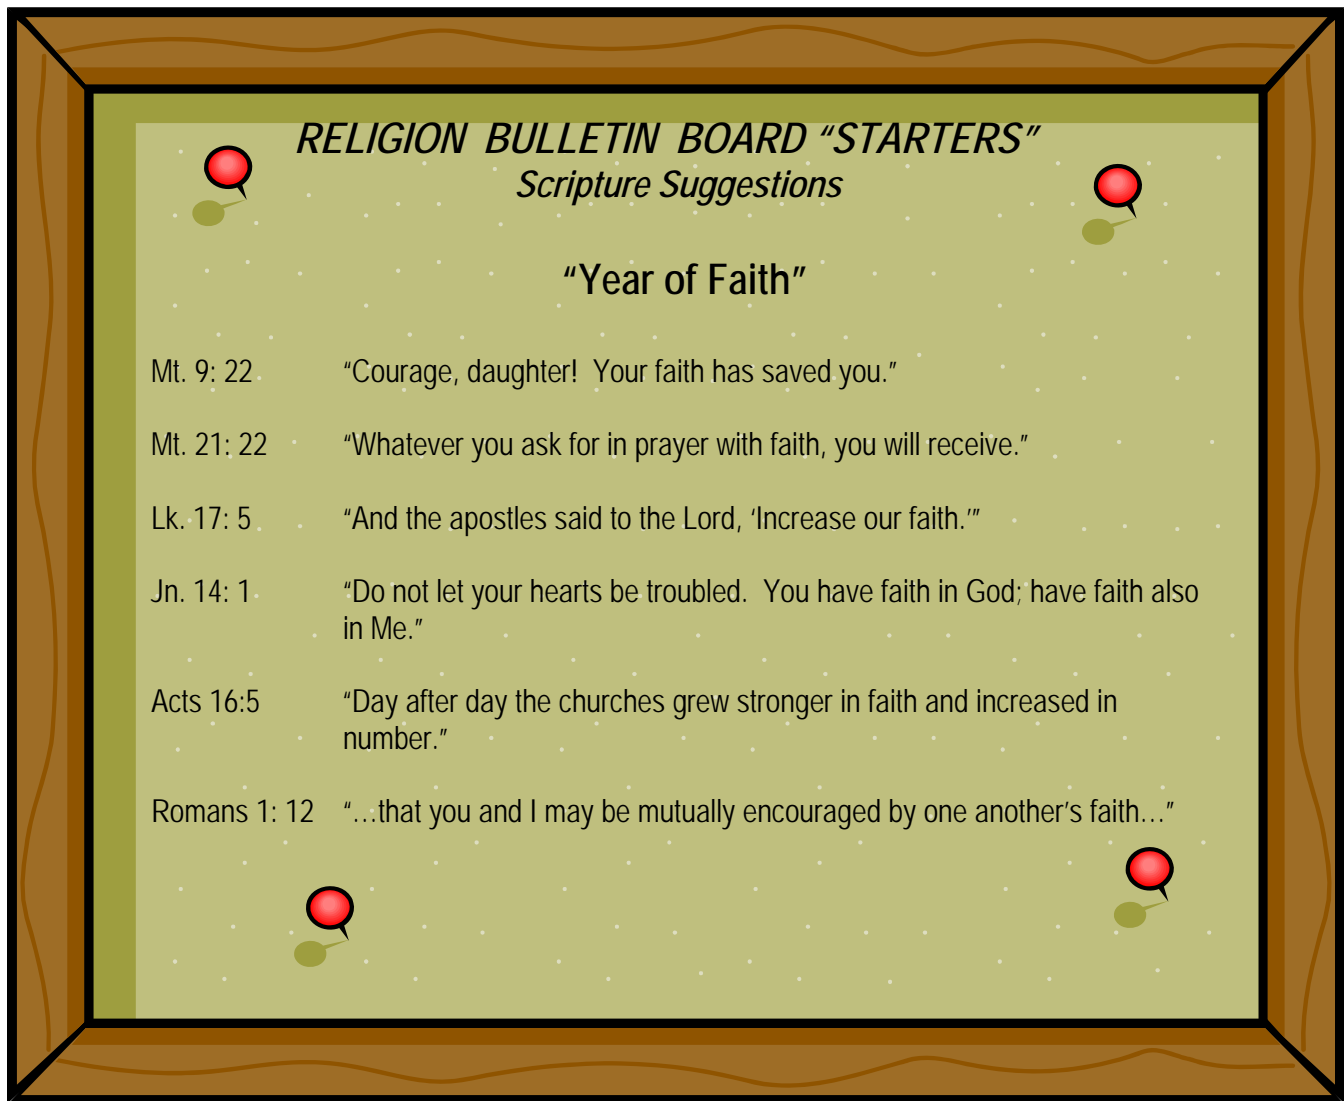 RELIGION BULLETIN BOARD “STARTERS”
Scripture Suggestions
“Year of Faith”
Mt. 9: 22 “Courage, daughter! Your faith has saved you.”
Mt. 21: 22 “Whatever you ask for in prayer with faith, you will receive.”
Lk. 17: 5 “And the apostles said to the Lord, ‘Increase our faith.’”
Jn. 14: 1 “Do not let your hearts be troubled. You have faith in God; have faith also
in Me.”
Acts 16:5 “Day after day the churches grew stronger in faith and increased in
number.”
Romans 1: 12 “…that you and I may be mutually encouraged by one another’s faith…”